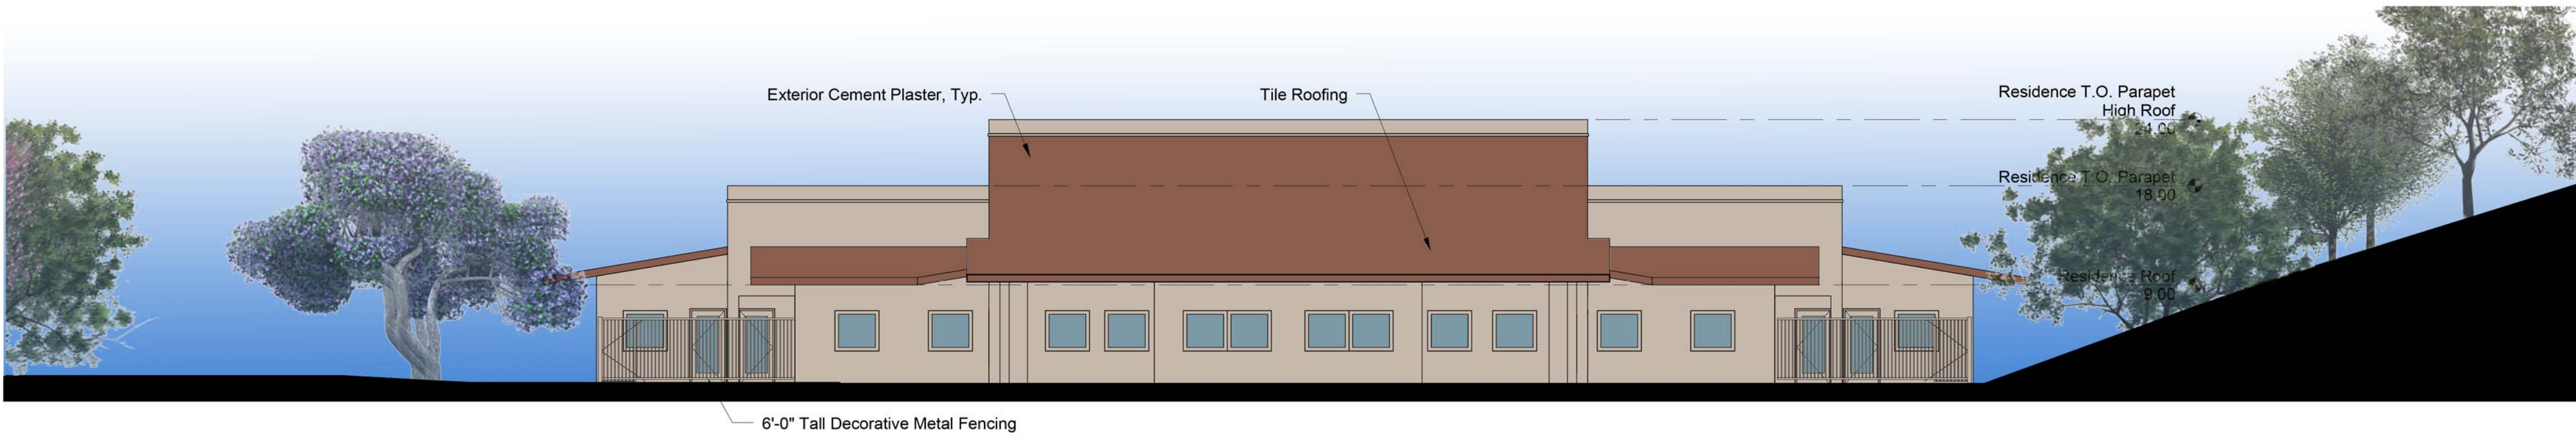 Exterior Cement Plaster, Typ.
Tile Roofing
Residence T.O. Parapet
High Roof
24.00
Residence T.O. Parapet
18.00
Residence Roof
9.00
6'-0" Tall Decorative Metal Fencing